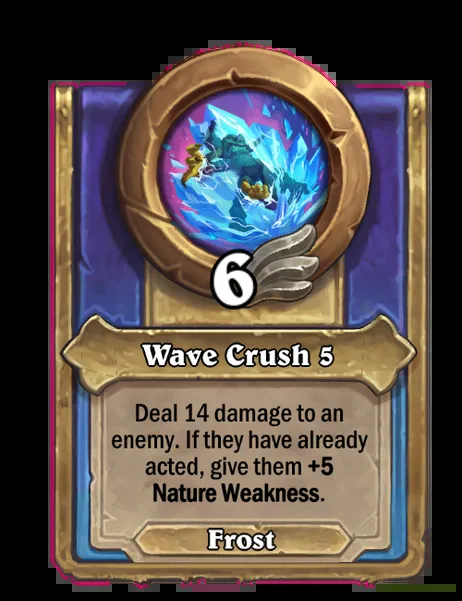 6
Wave Crush 5
Deal 14 damage to an
enemy. If they have already
acted, give them +5
Nature Weakness.
Frost